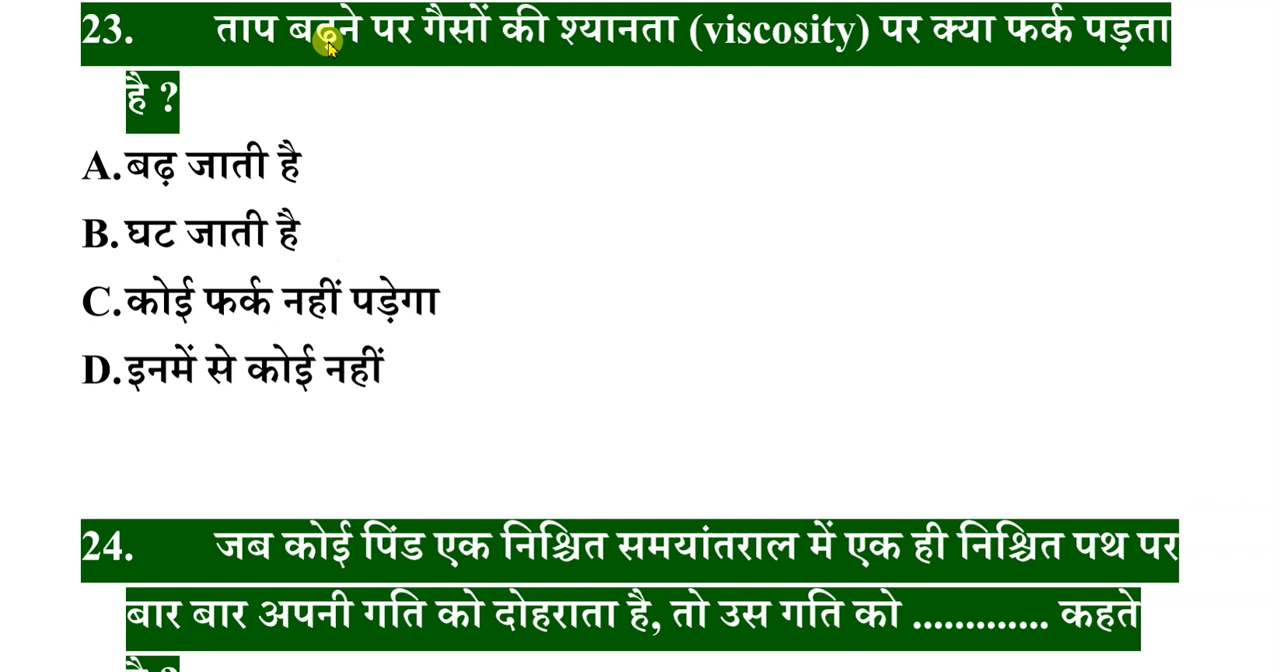 23. ताप बढ़ने पर गैसों की श्यानता (viscosity) पर क्या फर्क पड़ता
है ?
A.बढ़ जाती है
B.घट जाती है
C.कोई फर्क नहीं पड़ेगा
D.इनमें से कोई नहीं
24. जब कोई पिंड एक निश्चित समयांतराल में एक ही निश्चित पथ पर
बार बार अपनी गति को दोहराता है, तो उस गति को ............. कहते